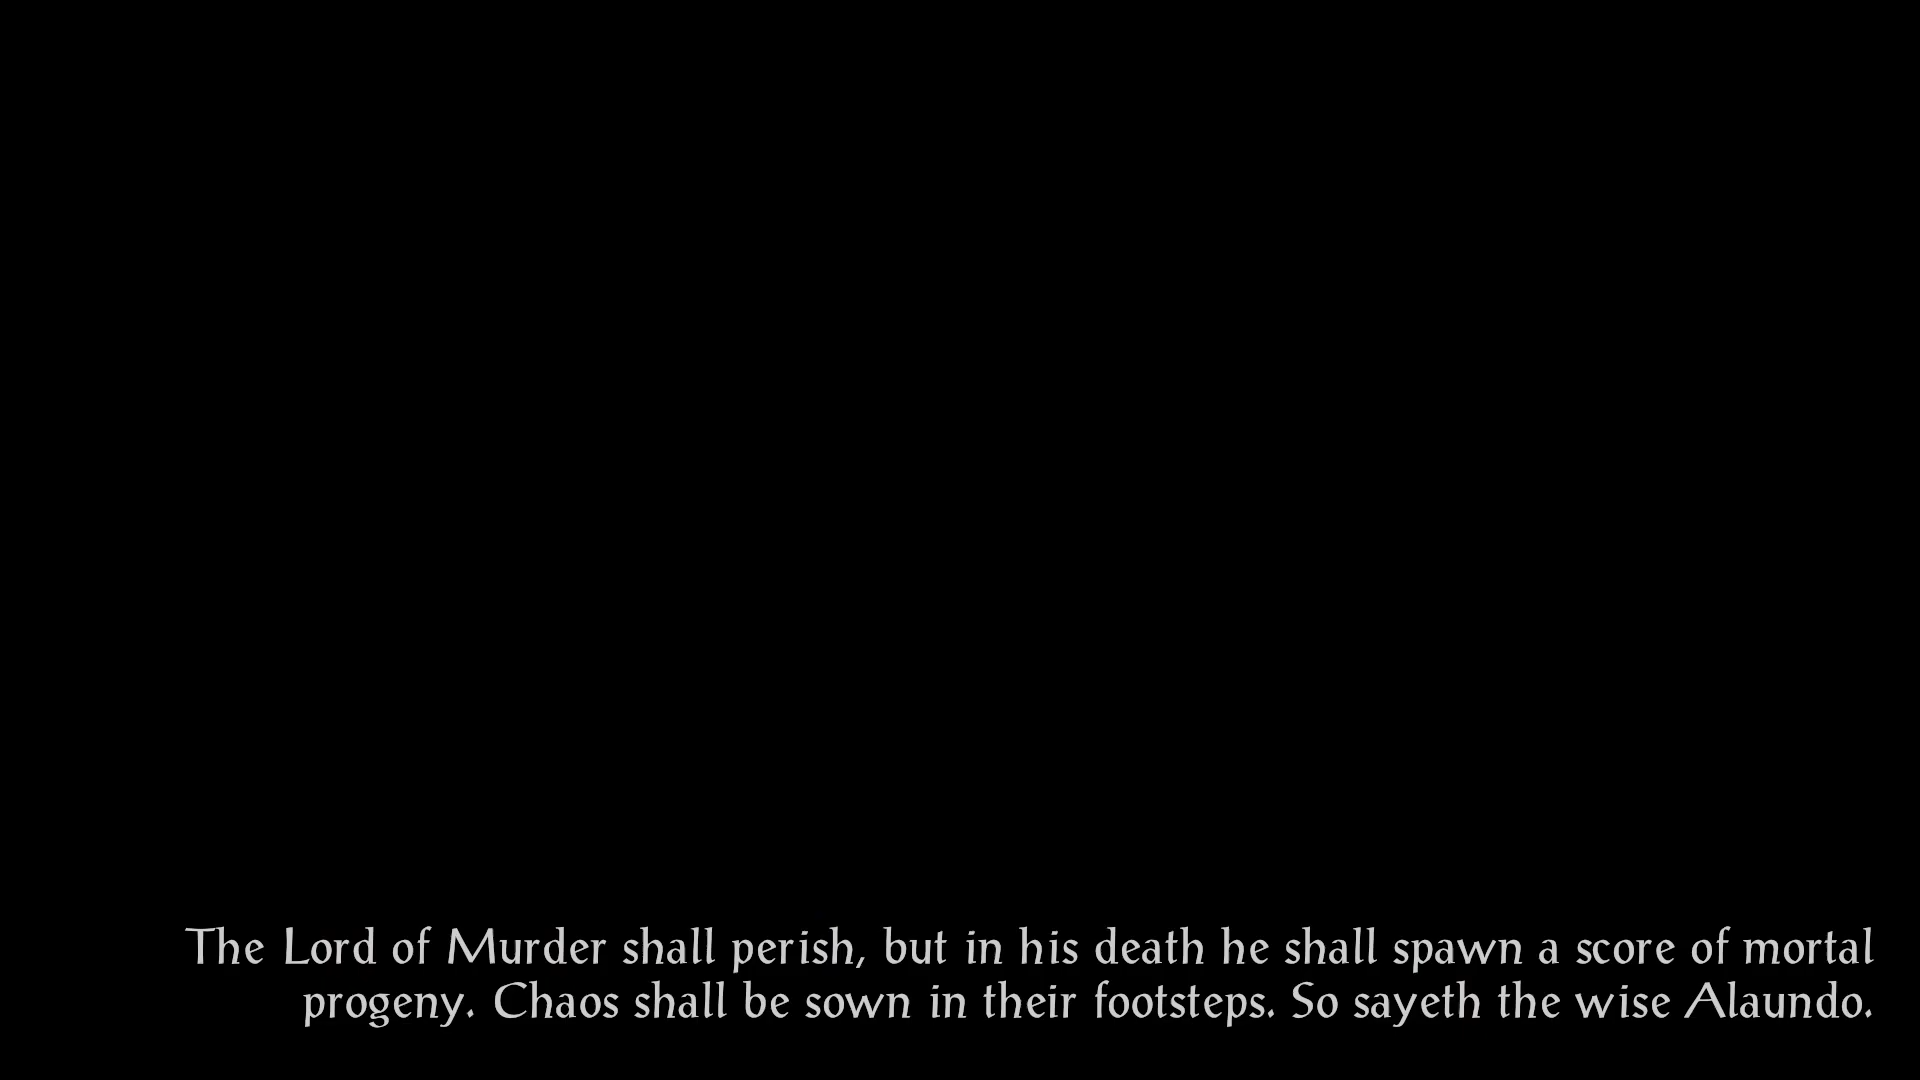 The Lord of Murder shall perish, but in his death he shall spawn a score of mortal
progeny. Chaos shall be sown in their footsteps. So sayeth the wise Alaundo.